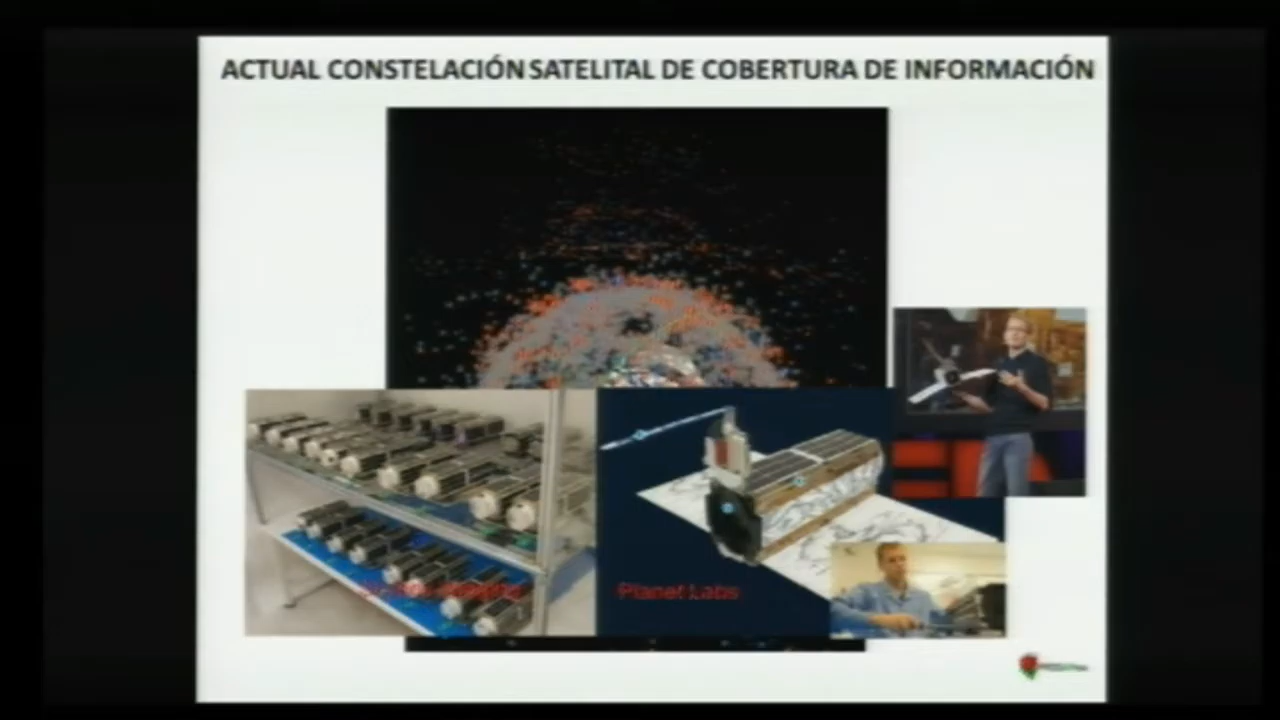 ACTUAL CONSTELACIÓN SATELITAL DE COBERTURA DE INFORMACIÓN
Planet Labs